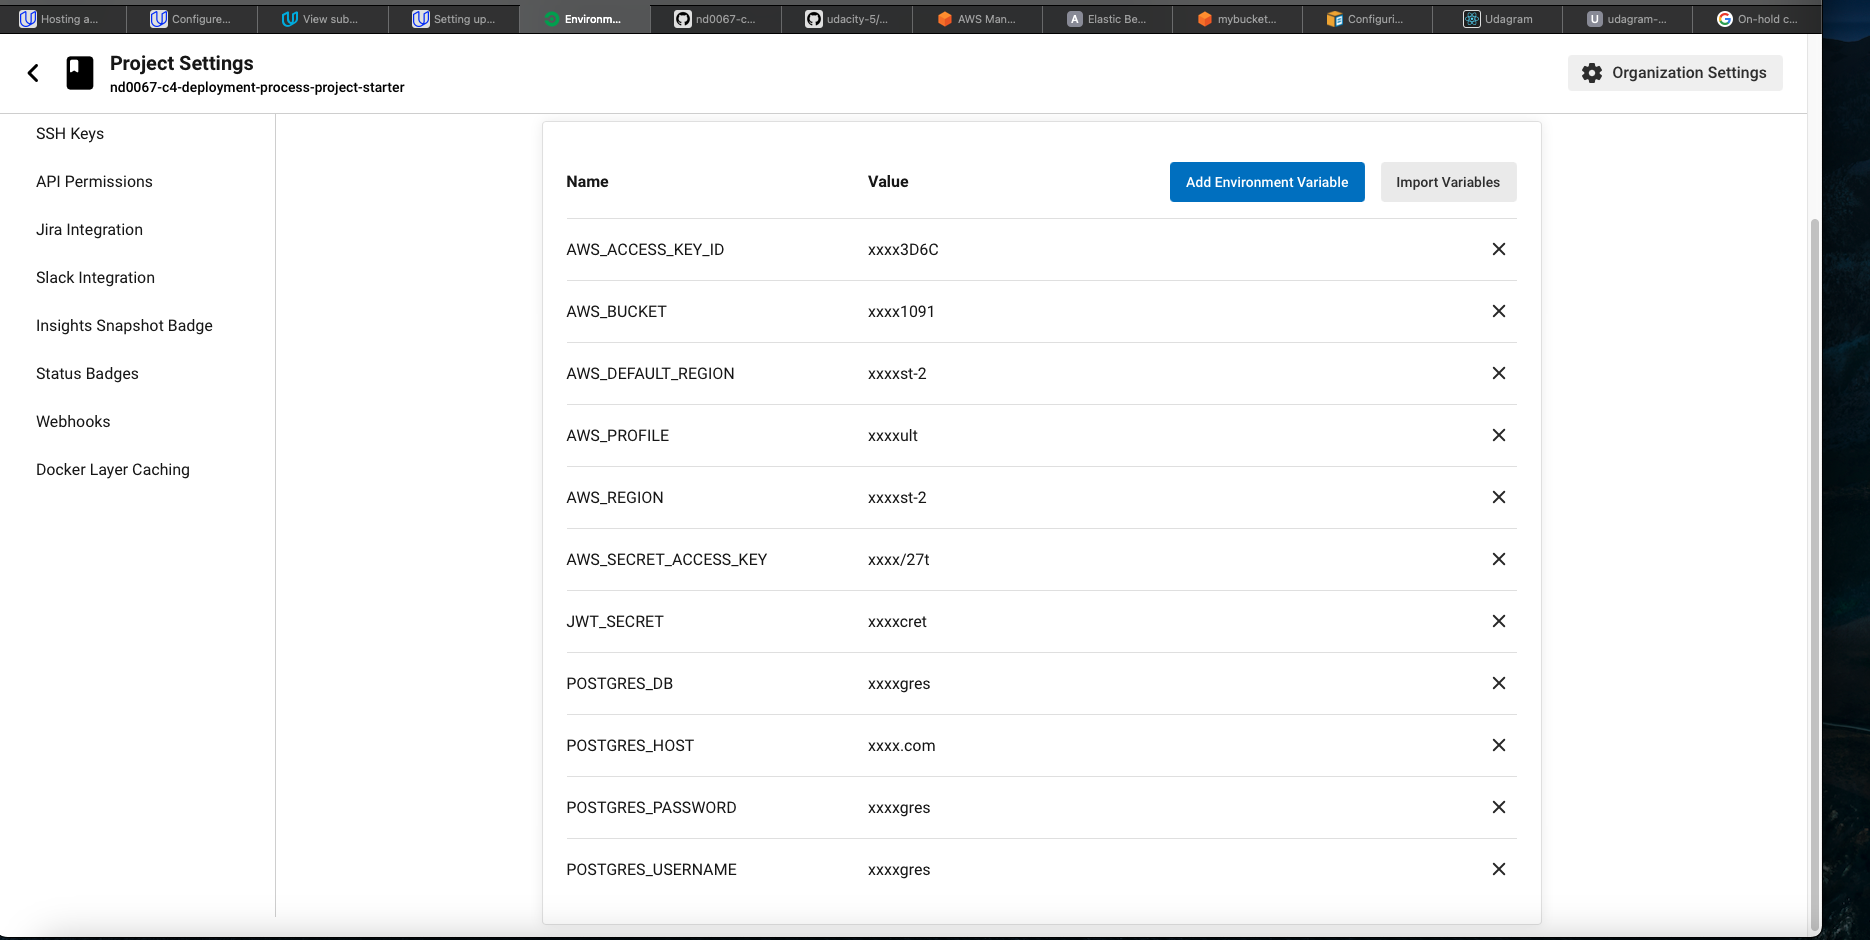 Hosting a...
Configure...
View sub...
Setting up...
Environm...
nd0067-c...
udacity-5/...
AWS Man...
Elastic Be...
mybucket...
Configuri...
Udagram
udagram-...
On-hold c...
Project Settings
nd0067-c4-deployment-process-project-starter
Organization Settings
SSH Keys
API Permissions
Jira Integration
Slack Integration
Insights Snapshot Badge
Status Badges
Webhooks
Docker Layer Caching
Name Value Add Environment Variable Import Variables
AWS_ACCESS_KEY_ID xxxx3D6C
AWS_BUCKET xxxx1091
AWS_DEFAULT_REGION xxxxst-2
AWS_PROFILE xxxxult
AWS_REGION xxxxst-2
AWS_SECRET_ACCESS_KEY xxxx/27t
JWT_SECRET xxxxcret
POSTGRES_DB xxxxgres
POSTGRES_HOST xxxx.com
POSTGRES_PASSWORD xxxxgres
POSTGRES_USERNAME xxxxgres